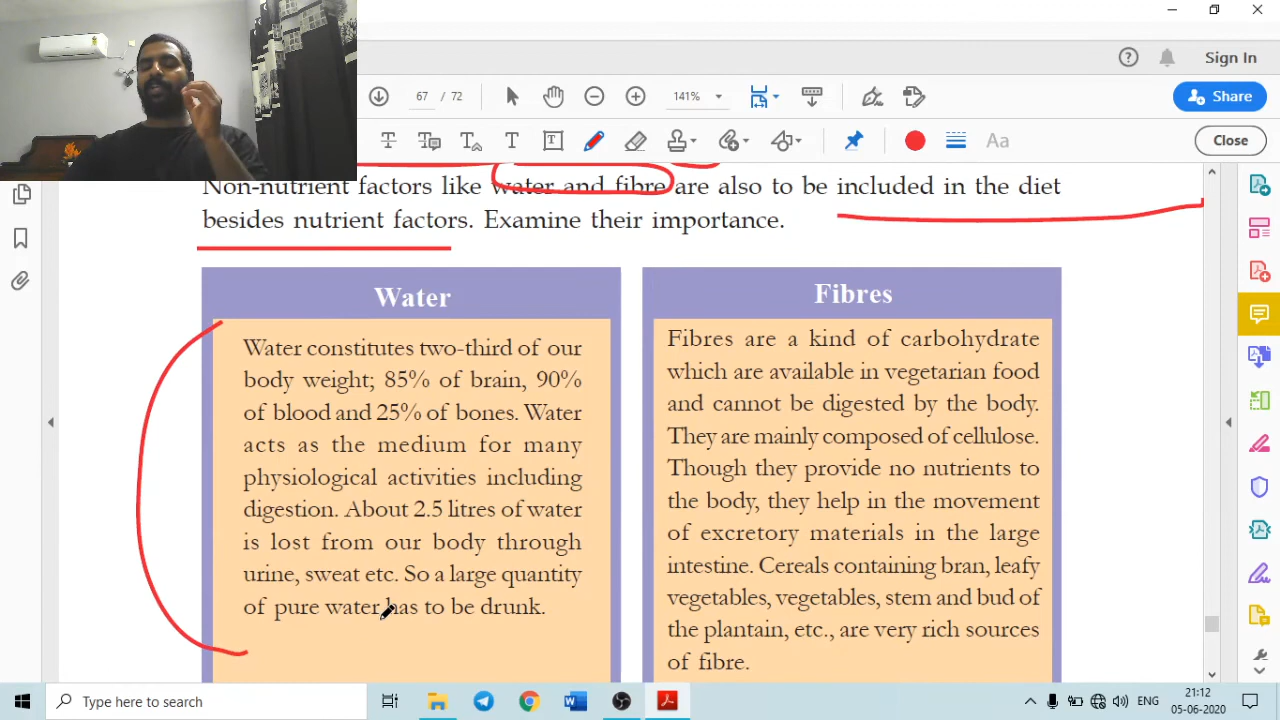 Sign In
67 / 72
141%
Share
Aa
Close
Non-nutrient factors like water and fibre are also to be included in the diet
besides nutrient factors. Examine their importance.
Water
Water constitutes two-third of our
body weight; 85% of brain, 90%
of blood and 25% of bones. Water
acts as the medium for many
physiological activities including
digestion. About 2.5 litres of water
is lost from our body through
urine, sweat etc. So a large quantity
of pure water has to be drunk.
Fibres
Fibres are a kind of carbohydrate
which are available in vegetarian food
and cannot be digested by the body.
They are mainly composed of cellulose.
Though they provide no nutrients to
the body, they help in the movement
of excretory materials in the large
intestine. Cereals containing bran, leafy
vegetables, vegetables, stem and bud of
the plantain, etc., are very rich sources
of fibre.
Type here to search
ENG
21:12
05-06-2020